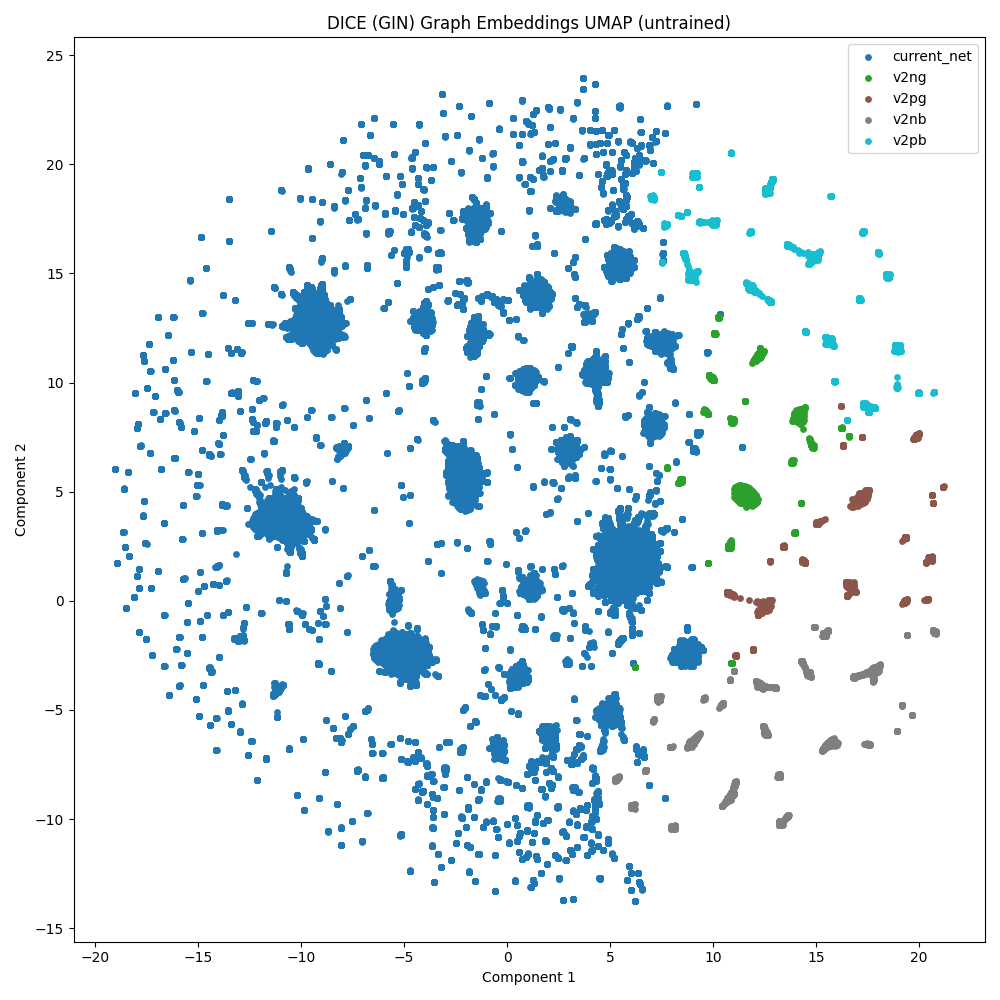 DICE (GIN) Graph Embeddings UMAP (untrained)
current_net
v2ng
v2pg
v2nb
v2pb
Component 2
25
20
15
10
5
0
−5
−10
−15
−20 −15 −10 −5 0 5 10 15 20
Component 1